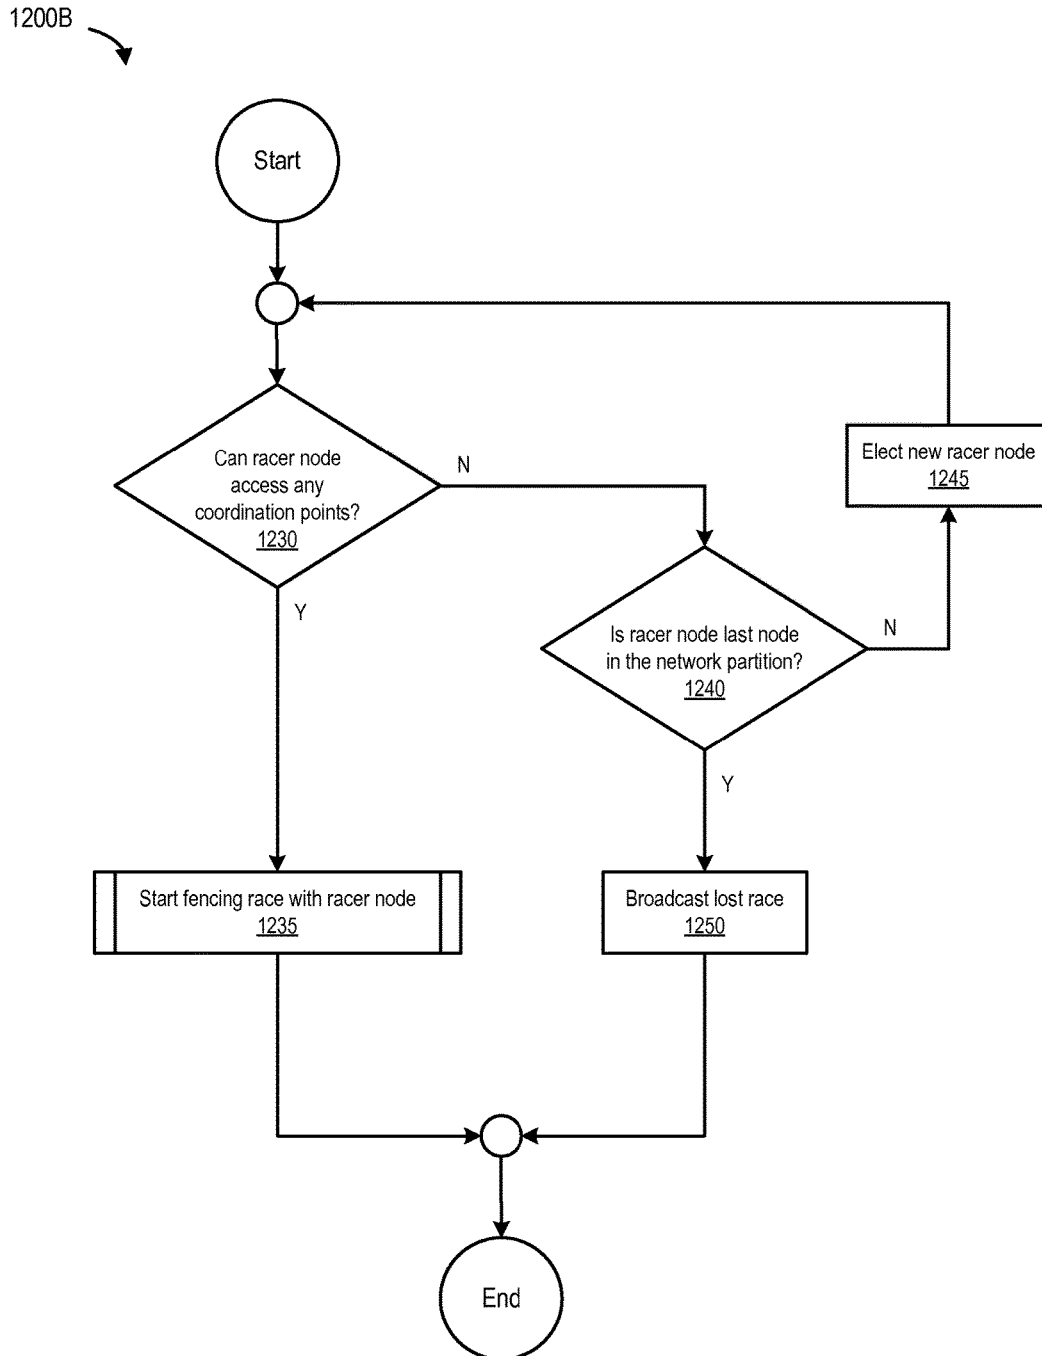 1200B
Start
Can racer node
access any
coordination points?
1230
N
Elect new racer node
1245
Y
Is racer node last node
in the network partition?
1240
N
Y
Start fencing race with racer node
1235
Broadcast lost race
1250
End